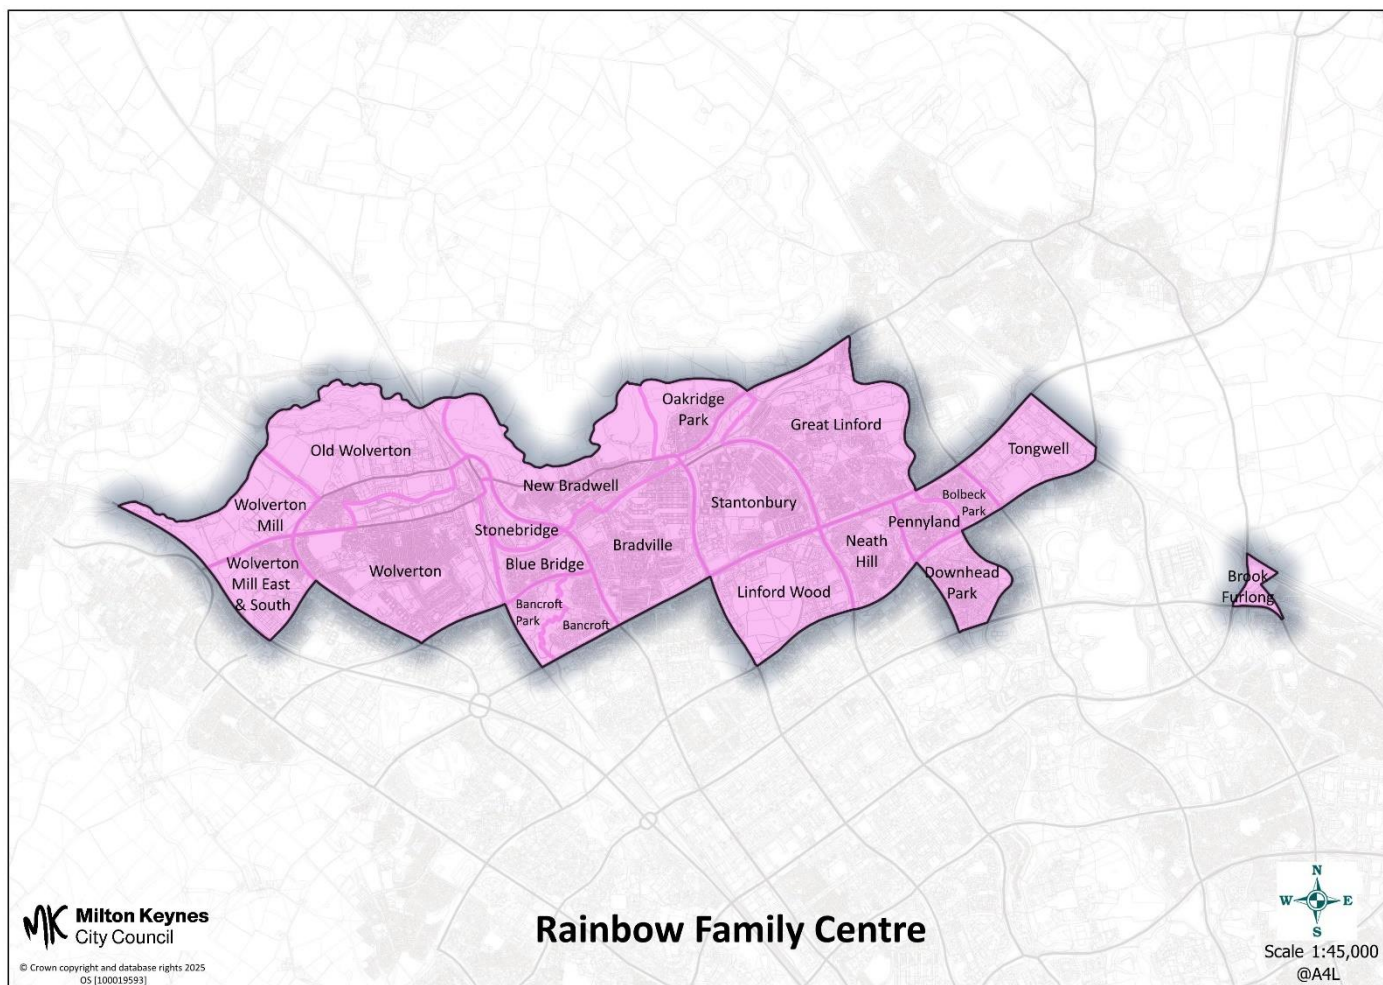 Oakridge
Park
Great Linford
Tongwell
Old Wolverton
New Bradwell
Bolbeck
Park
Wolverton
Mill
Stantonbury
Pennyland
Stonebridge
Bradville
Neath
Hill
Wolverton
Mill East
& South
Wolverton
Blue Bridge
Linford Wood
Downhead
Park
Brook
Furlong
Bancroft
Park
Bancroft
MK Milton Keynes
City Council
© Crown copyright and database rights 2025
OS [100019593]
Rainbow Family Centre
N
W E
S
Scale 1:45,000
@A4L